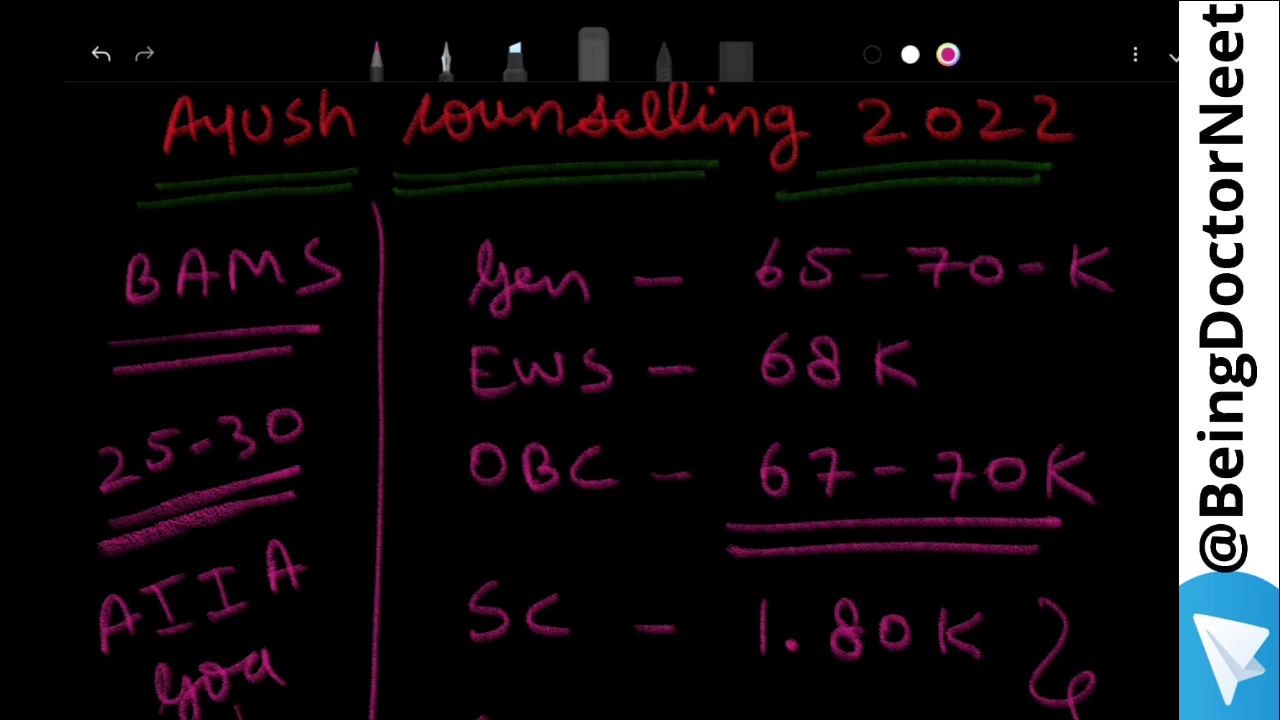 Ayush counselling 2022
BAMS
25-30
AIIA
goa
Gen - 65-70-K
EWS - 68K
OBC - 67-70K
SC - 1.80K
@BeingDoctorNeet